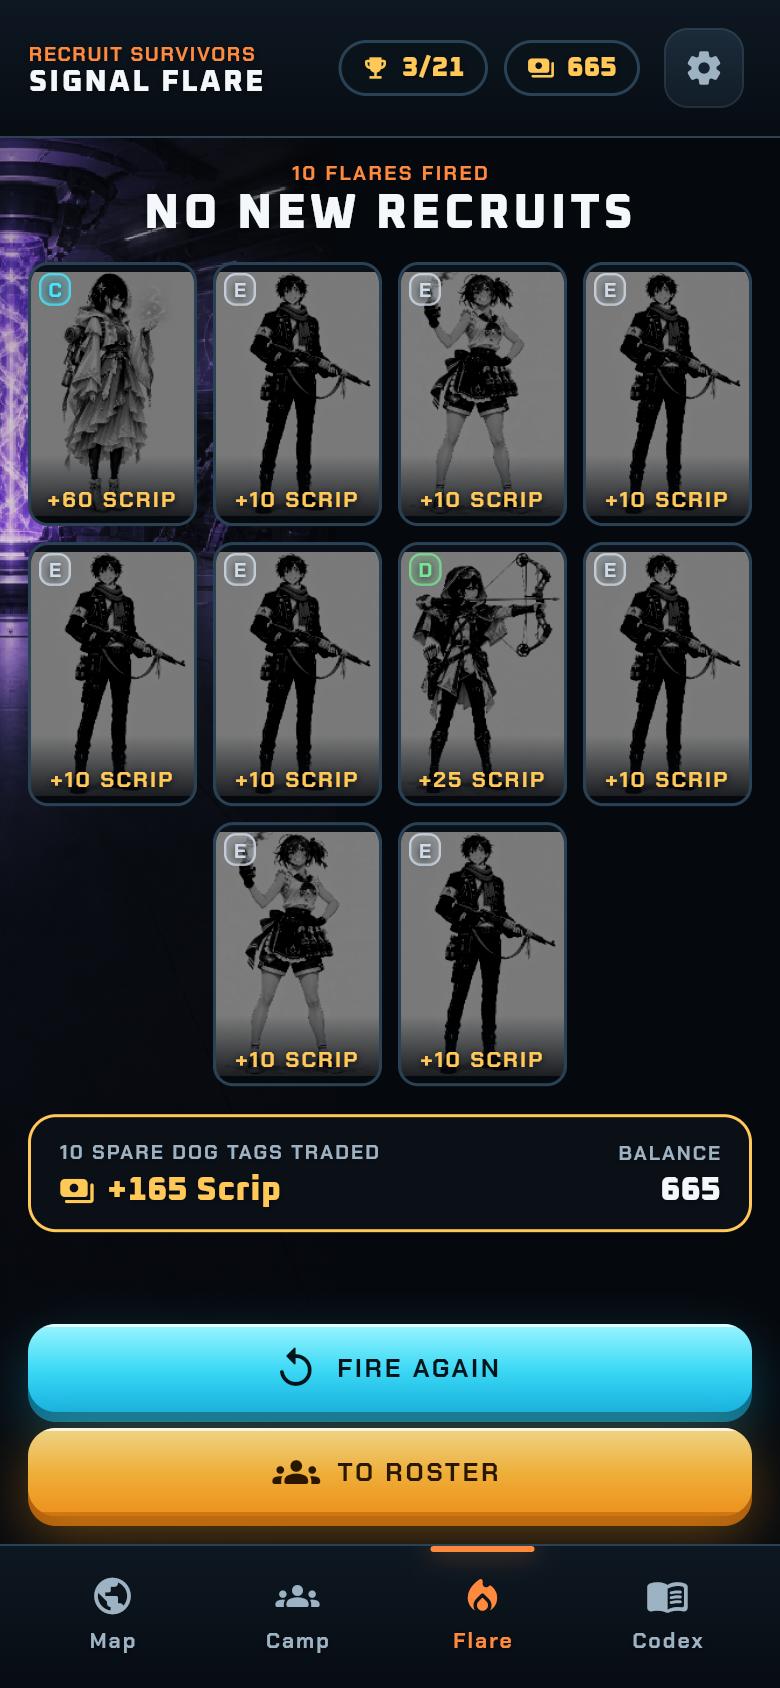 RECRUIT SURVIVORS
SIGNAL FLARE
3/21
665
10 FLARES FIRED
NO NEW RECRUITS
C
E
E
E
+60 SCRIP
+10 SCRIP
+10 SCRIP
+10 SCRIP
E
E
D
E
+10 SCRIP
+10 SCRIP
+25 SCRIP
+10 SCRIP
E
E
+10 SCRIP
+10 SCRIP
10 SPARE DOG TAGS TRADED
+165 Scrip
BALANCE
665
FIRE AGAIN
TO ROSTER
Map
Camp
Flare
Codex